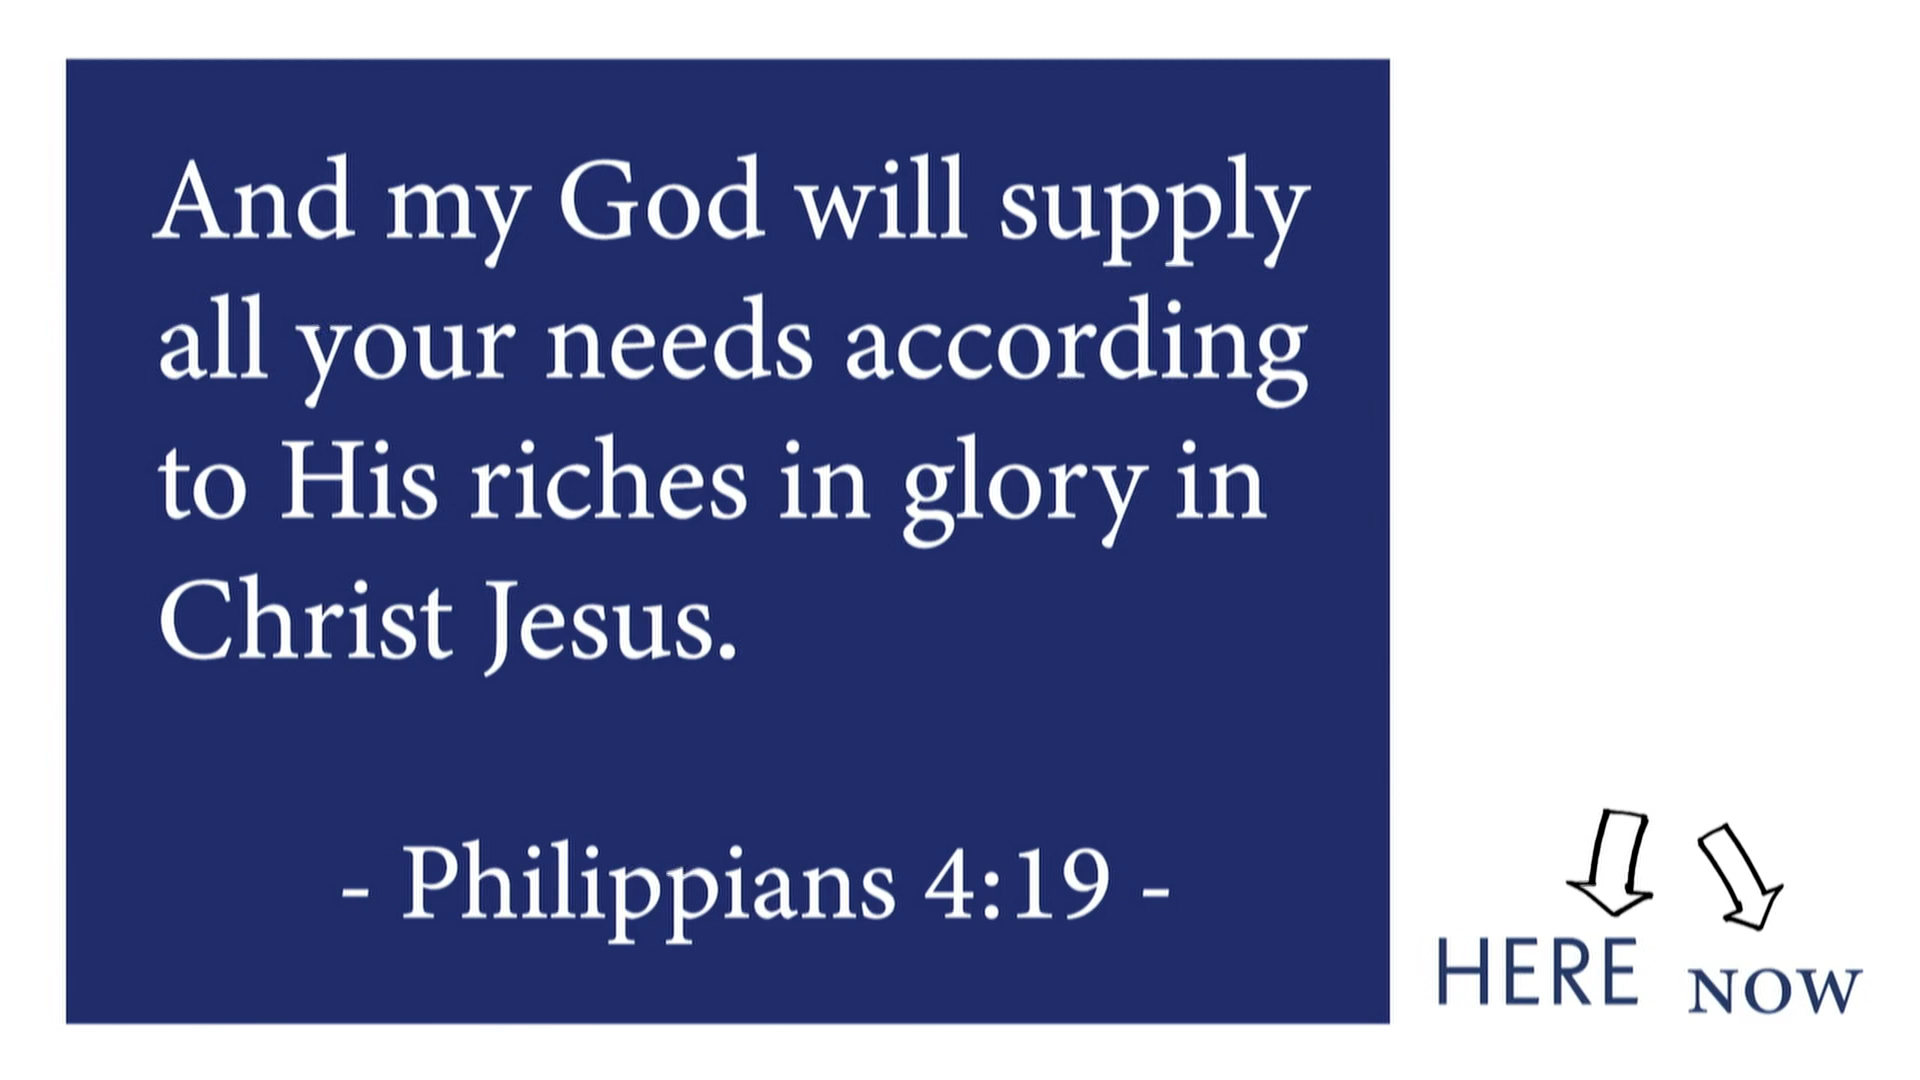 And my God will supply
all your needs according
to His riches in glory in
Christ Jesus.
- Philippians 4:19 -
HERE NOW